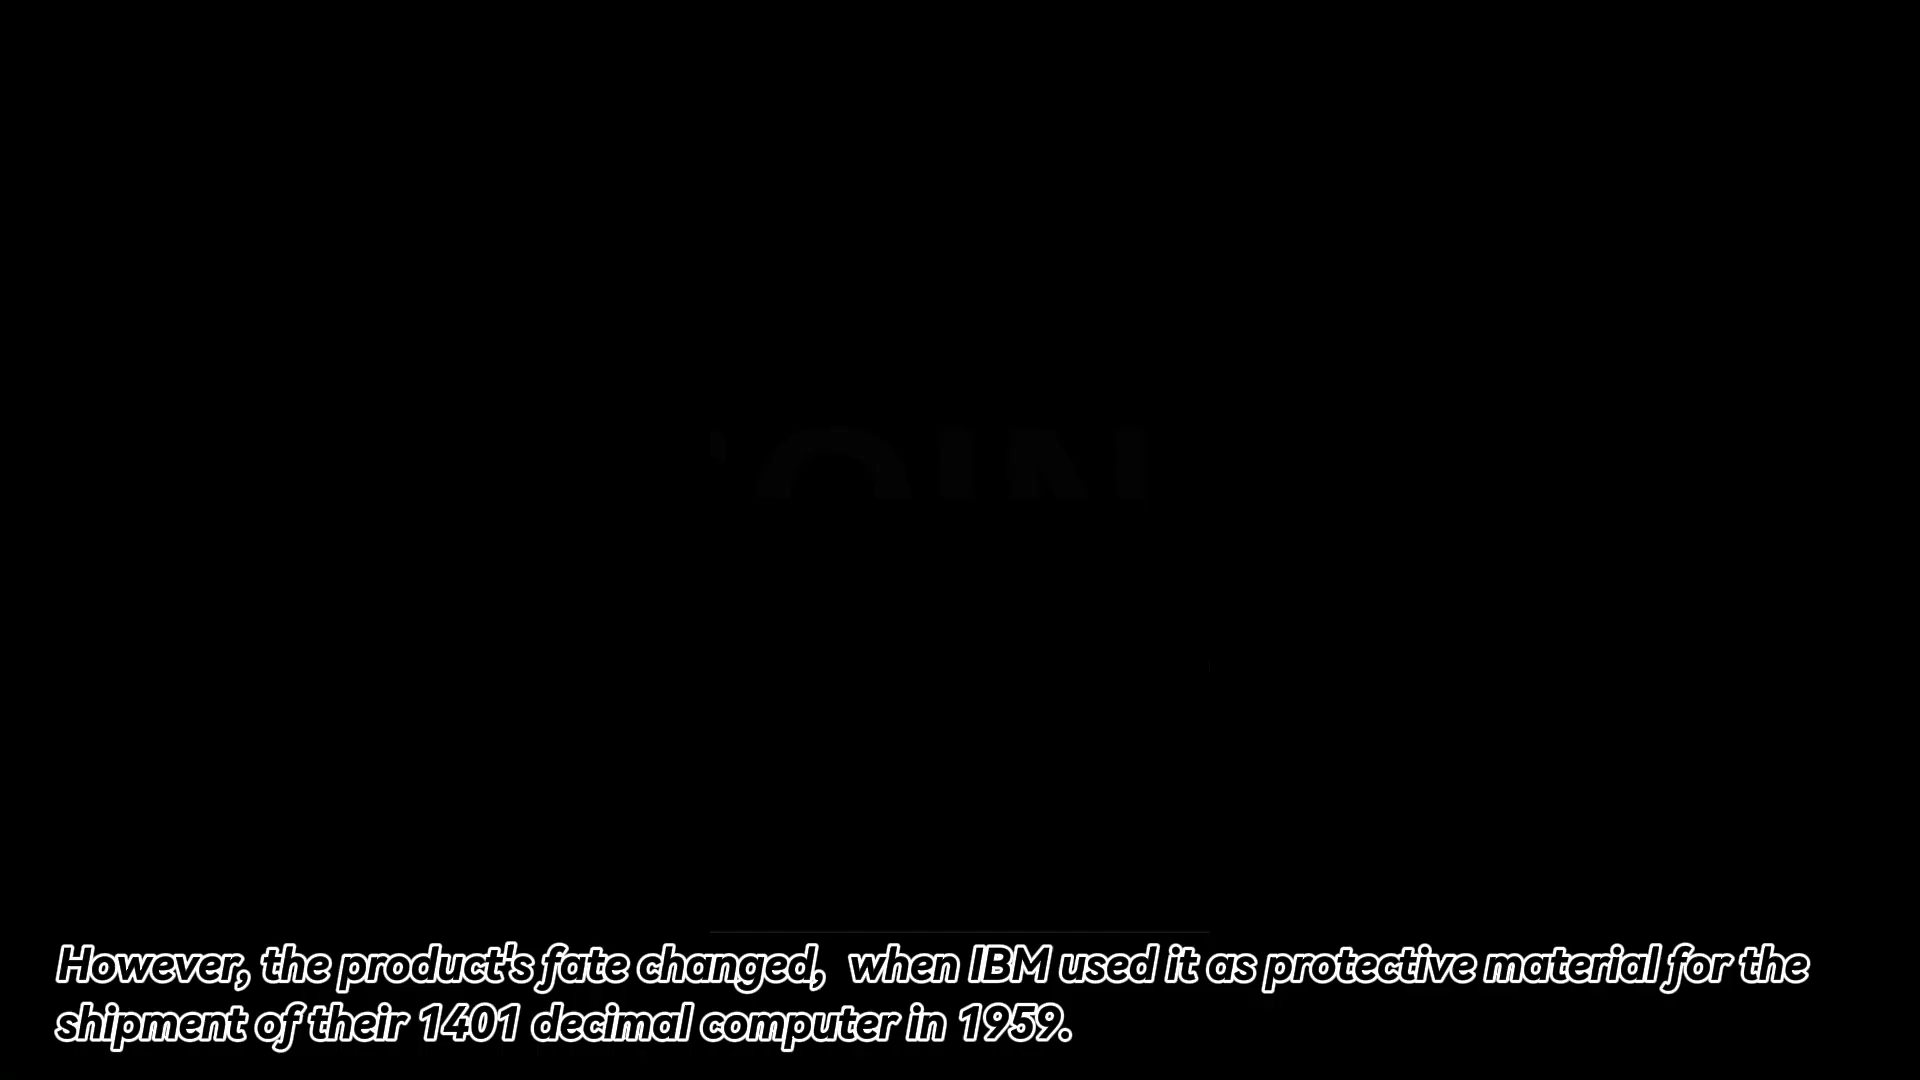 However, the product's fate changed,  when IBM used it as protective material for the
shipment of their 1401 decimal computer in 1959.